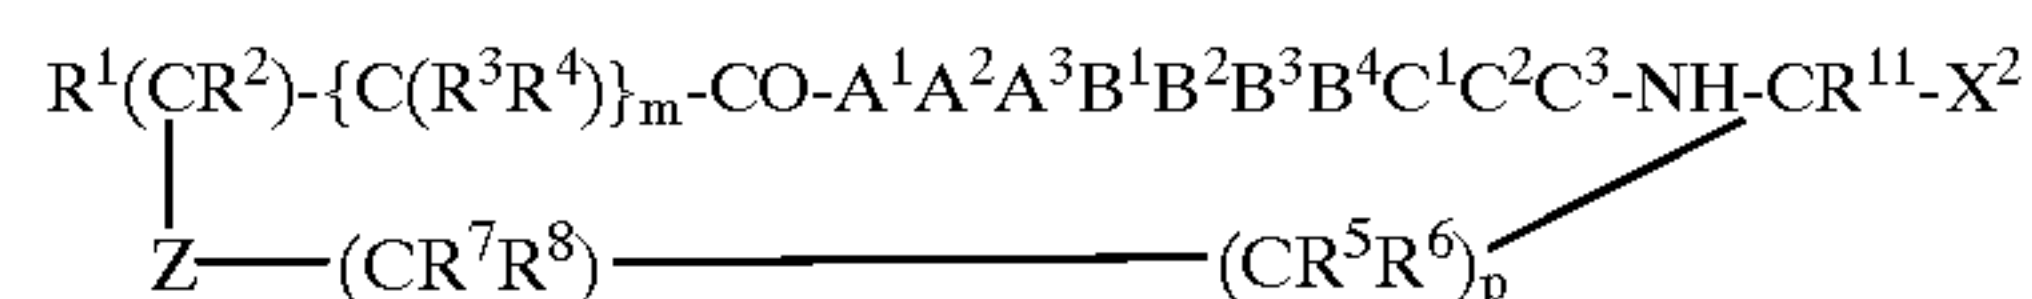 R¹(CR²)-{C(R³R⁴)}ₘ-CO-A¹A²A³B¹B²B³B⁴C¹C²C³-NH-CR¹¹-X²
Z (CR⁷R⁸) (CR⁵R⁶)ₚ